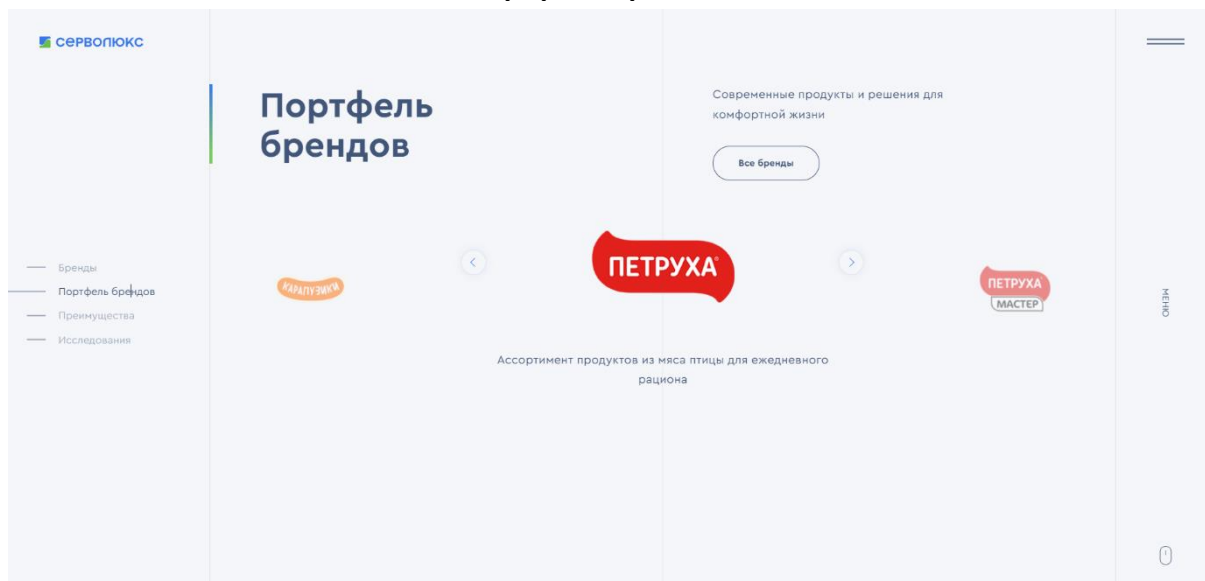 серволюкс
Портфель
брендов
Современные продукты и решения для
комфортной жизни
Все бренды
Бренды
Портфель брендов
Преимущества
Исследования
КАРАПУЗИКИ
ПЕТРУХА
ПЕТРУХА
МАСТЕР
Ассортимент продуктов из мяса птицы для ежедневного
рациона
МЕНЮ